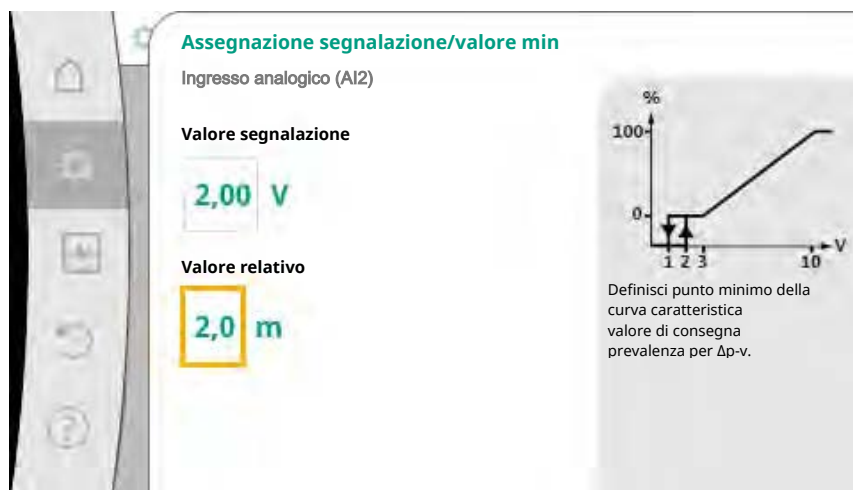 Assegnazione segnalazione/valore min
Ingresso analogico (AI2)
Valore segnalazione
2,00 V
Valore relativo
2,0 m
%
100
0
1 2 3 10 V
Definisci punto minimo della
curva caratteristica
valore di consegna
prevalenza per Δp-v.
?